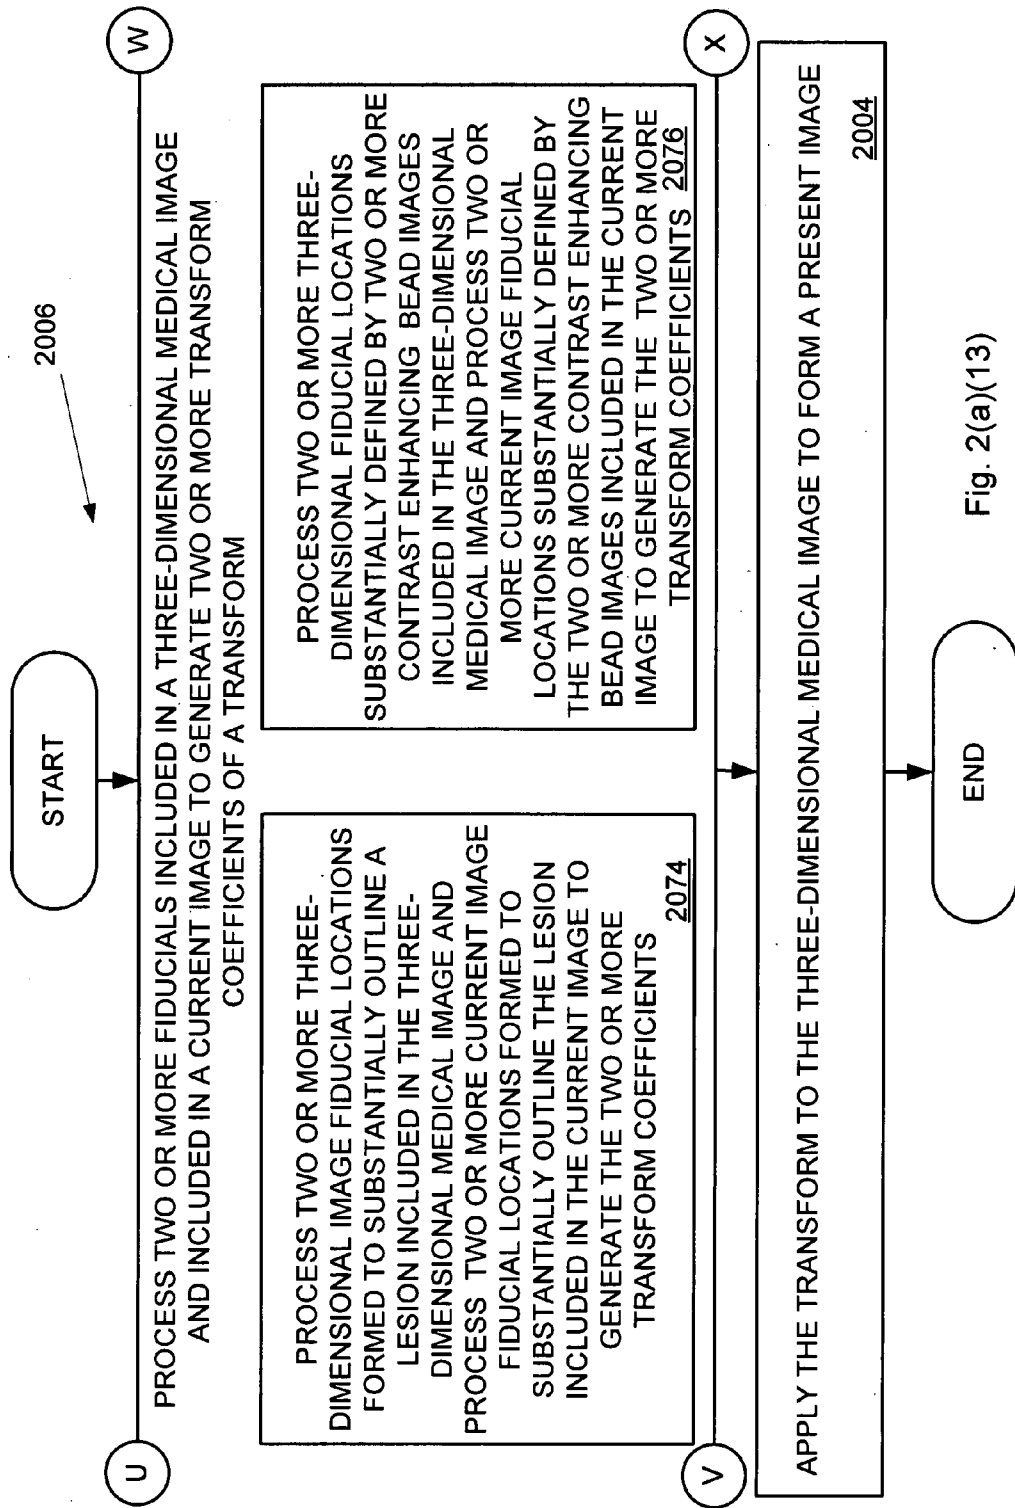 2006
START
U
W
PROCESS TWO OR MORE FIDUCIALS INCLUDED IN A THREE-DIMENSIONAL MEDICAL IMAGE
AND INCLUDED IN A CURRENT IMAGE TO GENERATE TWO OR MORE TRANSFORM
COEFFICIENTS OF A TRANSFORM
PROCESS TWO OR MORE THREE-
DIMENSIONAL IMAGE FIDUCIAL LOCATIONS
FORMED TO SUBSTANTIALLY OUTLINE A
LESION INCLUDED IN THE THREE-
DIMENSIONAL MEDICAL IMAGE AND
PROCESS TWO OR MORE CURRENT IMAGE
FIDUCIAL LOCATIONS FORMED TO
SUBSTANTIALLY OUTLINE THE LESION
INCLUDED IN THE CURRENT IMAGE TO
GENERATE THE TWO OR MORE
TRANSFORM COEFFICIENTS
2074
PROCESS TWO OR MORE THREE-
DIMENSIONAL FIDUCIAL LOCATIONS
SUBSTANTIALLY DEFINED BY TWO OR MORE
CONTRAST ENHANCING BEAD IMAGES
INCLUDED IN THE THREE-DIMENSIONAL
MEDICAL IMAGE AND PROCESS TWO OR
MORE CURRENT IMAGE FIDUCIAL
LOCATIONS SUBSTANTIALLY DEFINED BY
THE TWO OR MORE CONTRAST ENHANCING
BEAD IMAGES INCLUDED IN THE CURRENT
IMAGE TO GENERATE THE TWO OR MORE
TRANSFORM COEFFICIENTS 2076
V
X
APPLY THE TRANSFORM TO THE THREE-DIMENSIONAL MEDICAL IMAGE TO FORM A PRESENT IMAGE
2004
END
Fig. 2(a)(13)